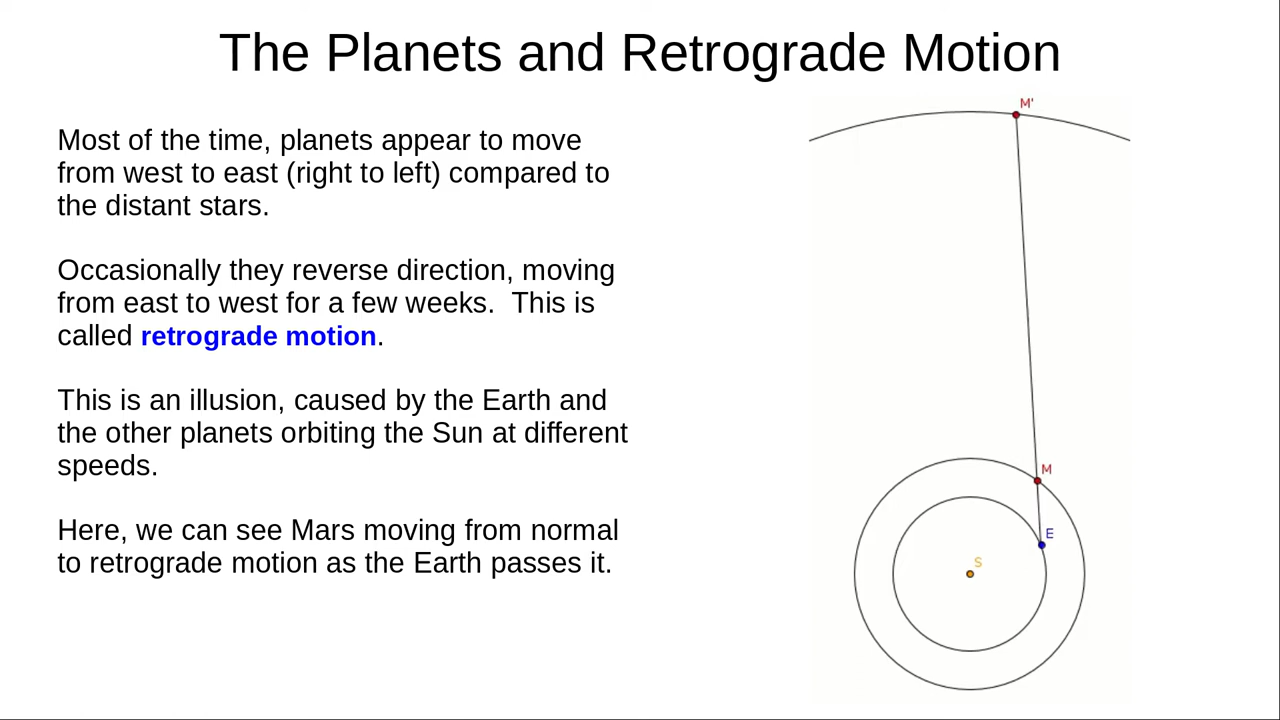 The Planets and Retrograde Motion
Most of the time, planets appear to move
from west to east (right to left) compared to
the distant stars.
Occasionally they reverse direction, moving
from east to west for a few weeks.  This is
called retrograde motion.
This is an illusion, caused by the Earth and
the other planets orbiting the Sun at different
speeds.
Here, we can see Mars moving from normal
to retrograde motion as the Earth passes it.
M'
M
E
S